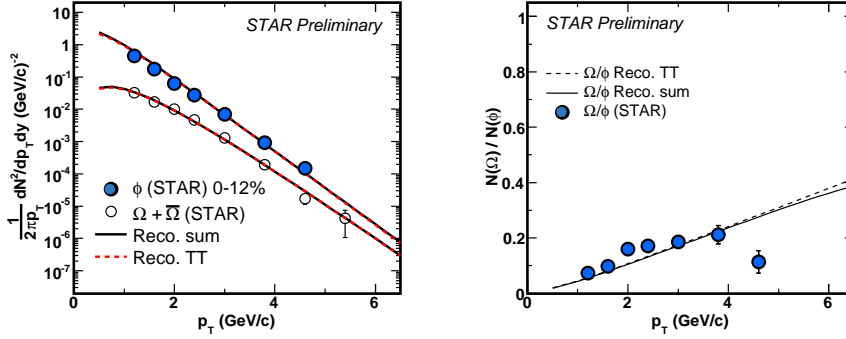 STAR Preliminary
10
1
10⁻¹
10⁻²
10⁻³
10⁻⁴
10⁻⁵
10⁻⁶
10⁻⁷
1/2πp_T dN²/dp_Tdy (GeV/c)⁻²
ϕ (STAR) 0-12%
Ω + Ω̅ (STAR)
Reco. sum
Reco. TT
0 2 4 6
p_T (GeV/c)
STAR Preliminary
1
0.8
0.6
0.4
0.2
0
N(Ω) / N(ϕ)
Ω/ϕ Reco. TT
Ω/ϕ Reco. sum
Ω/ϕ (STAR)
0 2 4 6
p_T (GeV/c)